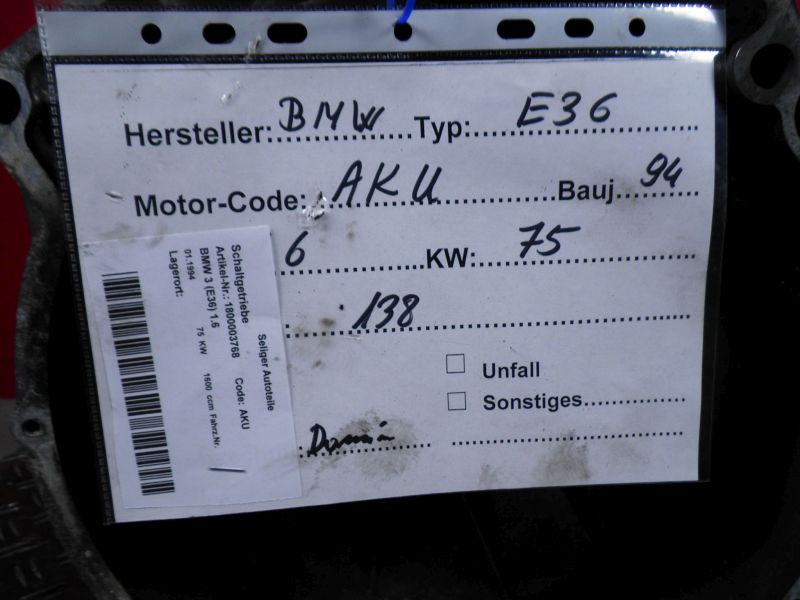 Hersteller: BMW Typ: E36
Motor-Code: AKU Bauj 94
6 KW: 75
138
Unfall
Sonstiges
Seliger Autoteile
Schaltgetriebe
Artikel-Nr.: 1800003768 Code: AKU
BMW 3 (E36) 1,6
01.1994 75 KW 1600 ccm Fahrz.Nr.
Lagerort: